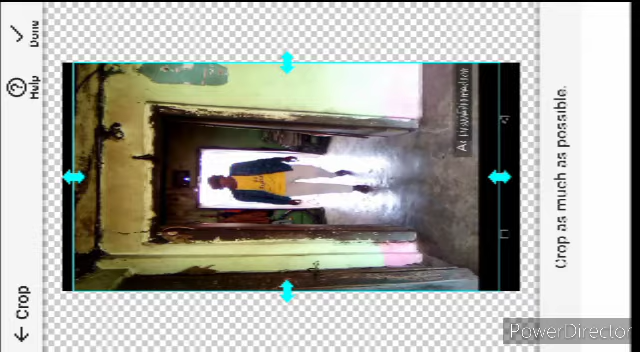 ← Crop
? Help
✓ Done
Crop as much as possible.
PowerDirector